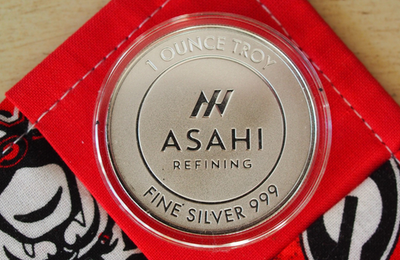 1 OUNCE TROY
ASAHI
REFINING
FINE SILVER 999